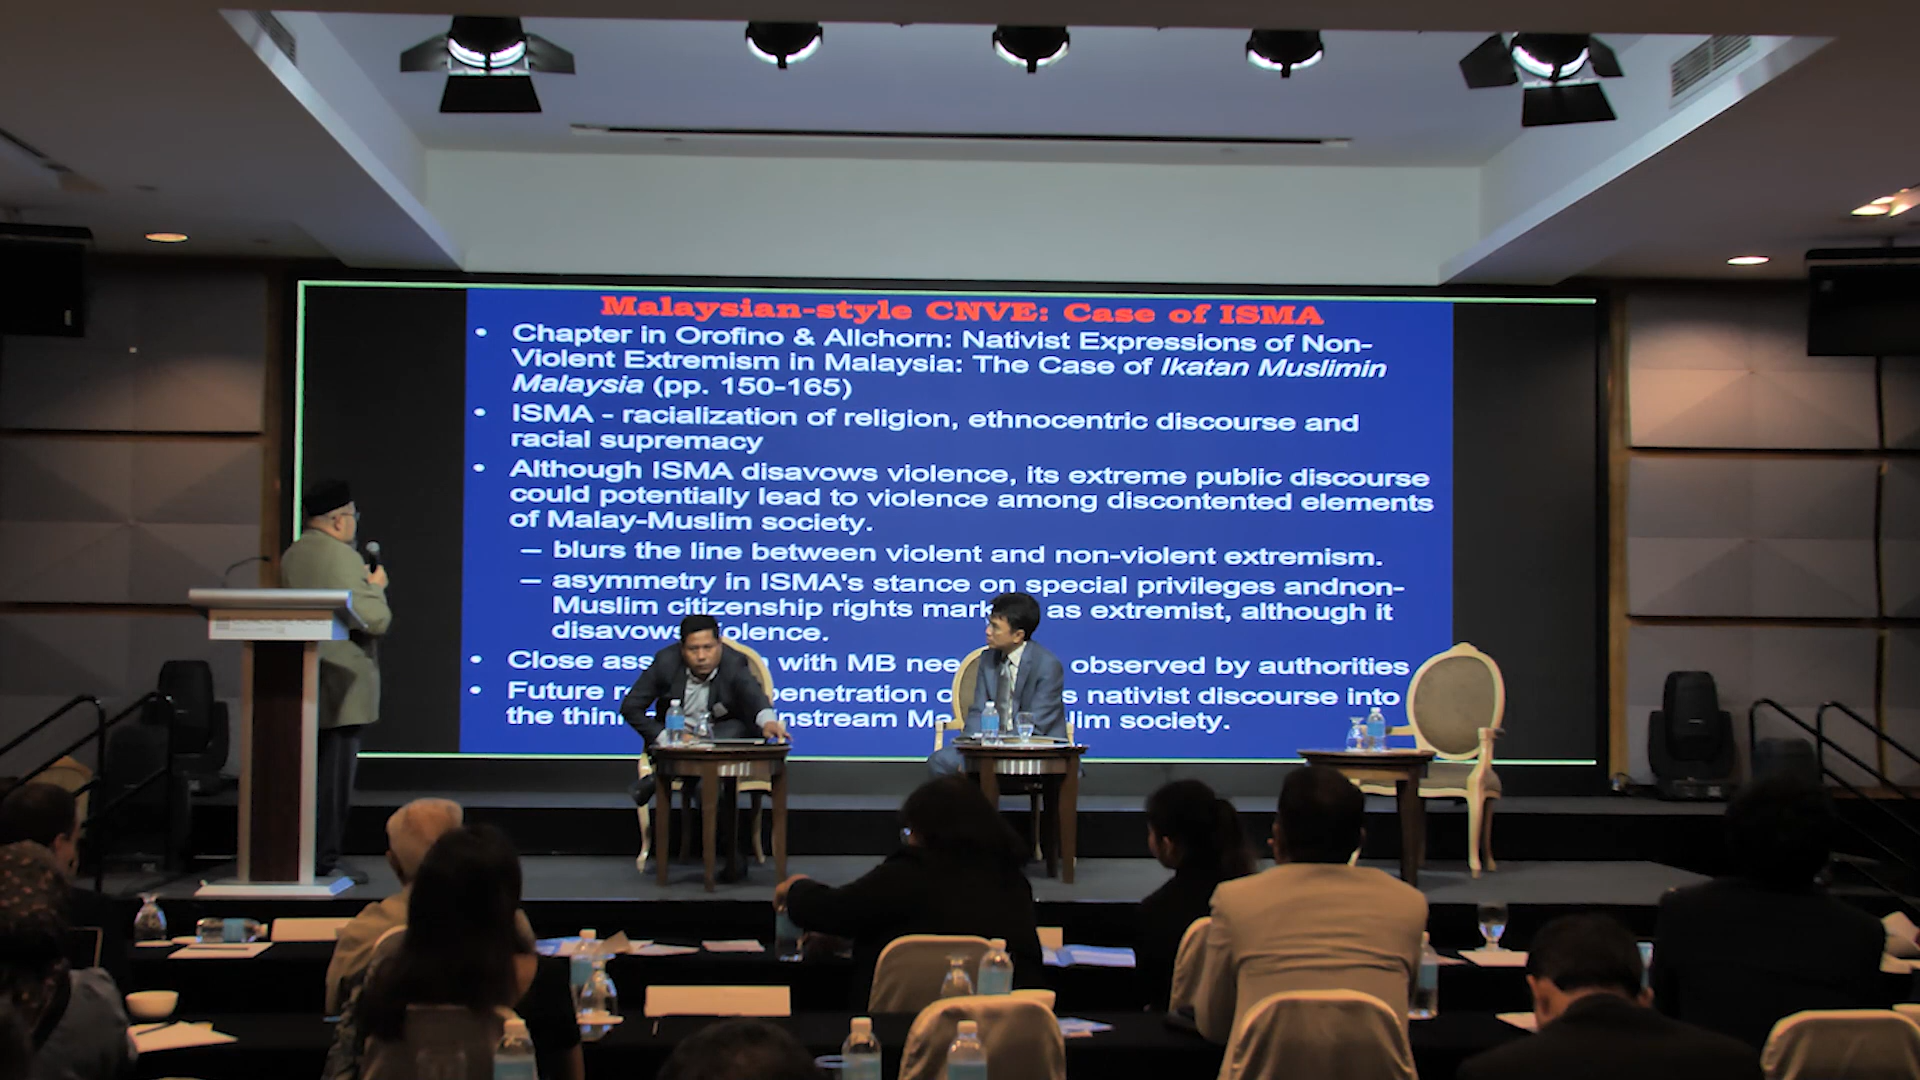 Malaysian-style CNVE: Case of ISMA
• Chapter in Orofino & Allchorn: Nativist Expressions of Non-
Violent Extremism in Malaysia: The Case of Ikatan Muslimin
Malaysia (pp. 150-165)
• ISMA - racialization of religion, ethnocentric discourse and
racial supremacy
• Although ISMA disavows violence, its extreme public discourse
could potentially lead to violence among discontented elements
of Malay-Muslim society.
– blurs the line between violent and non-violent extremism.
– asymmetry in ISMA's stance on special privileges andnon-
Muslim citizenship rights as extremist, although it
disavows
• Close with MB observed by authorities
• Future penetration nativist discourse into
the society.